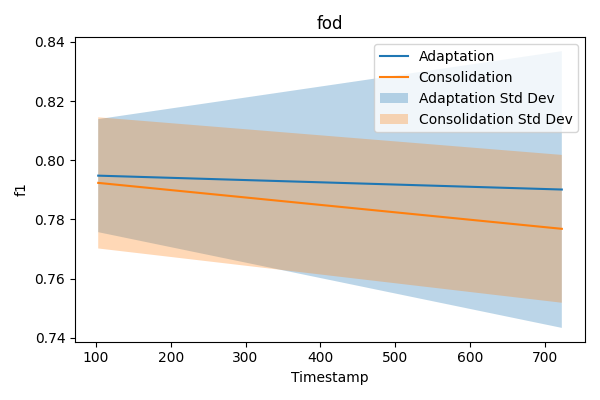 fod
0.84
0.82
0.80
0.78
0.76
0.74
f1
Adaptation
Consolidation
Adaptation Std Dev
Consolidation Std Dev
100
200
300
400
500
600
700
Timestamp